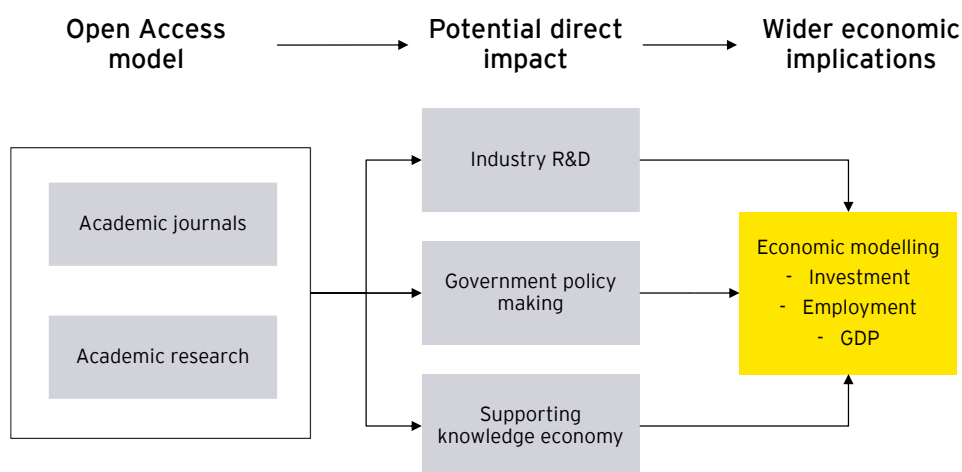 Open Access
model
Potential direct
impact
Wider economic
implications
Academic journals
Academic research
Industry R&D
Government policy
making
Supporting
knowledge economy
Economic modelling
- Investment
- Employment
- GDP